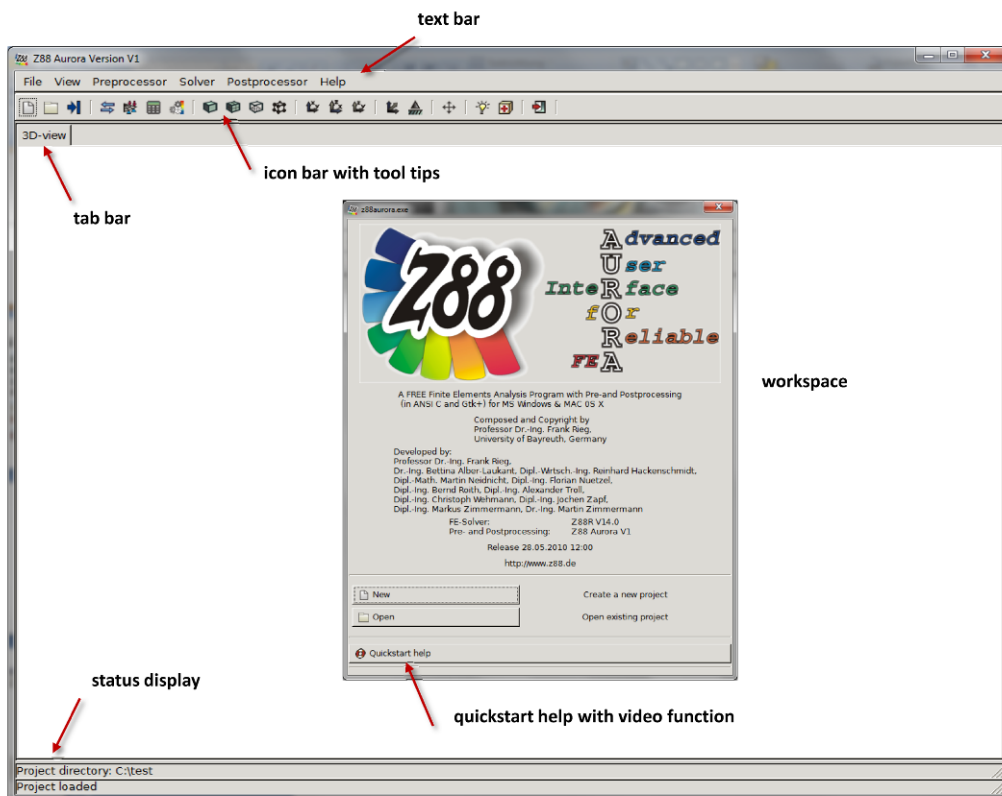 text bar
Z88 Aurora Version V1
File View Preprocessor Solver Postprocessor Help
3D-view
icon bar with tool tips
tab bar
z88aurora.exe
Z88
Advanced
User
InteRface
fOr
Reliable
FEA
workspace
A FREE Finite Elements Analysis Program with Pre-and Postprocessing
(in ANSI C and Gtk+) for MS Windows & MAC OS X
Composed and Copyright by
Professor Dr.-Ing. Frank Rieg,
University of Bayreuth, Germany
Developed by:
Professor Dr.-Ing. Frank Rieg,
Dr.-Ing. Bettina Alber-Laukant, Dipl.-Wirtsch.-Ing. Reinhard Hackenschmidt,
Dipl.-Math. Martin Neidnicht, Dipl.-Ing. Florian Nuetzel,
Dipl.-Ing. Bernd Roith, Dipl.-Ing. Alexander Troll,
Dipl.-Ing. Christoph Wehmann, Dipl.-Ing. Jochen Zapf,
Dipl.-Ing. Markus Zimmermann, Dr.-Ing. Martin Zimmermann
FE-Solver: Z88R V14.0
Pre- and Postprocessing: Z88 Aurora V1
Release 28.05.2010 12:00
http://www.z88.de
New Create a new project
Open Open existing project
Quickstart help
status display
quickstart help with video function
Project directory: C:\test
Project loaded